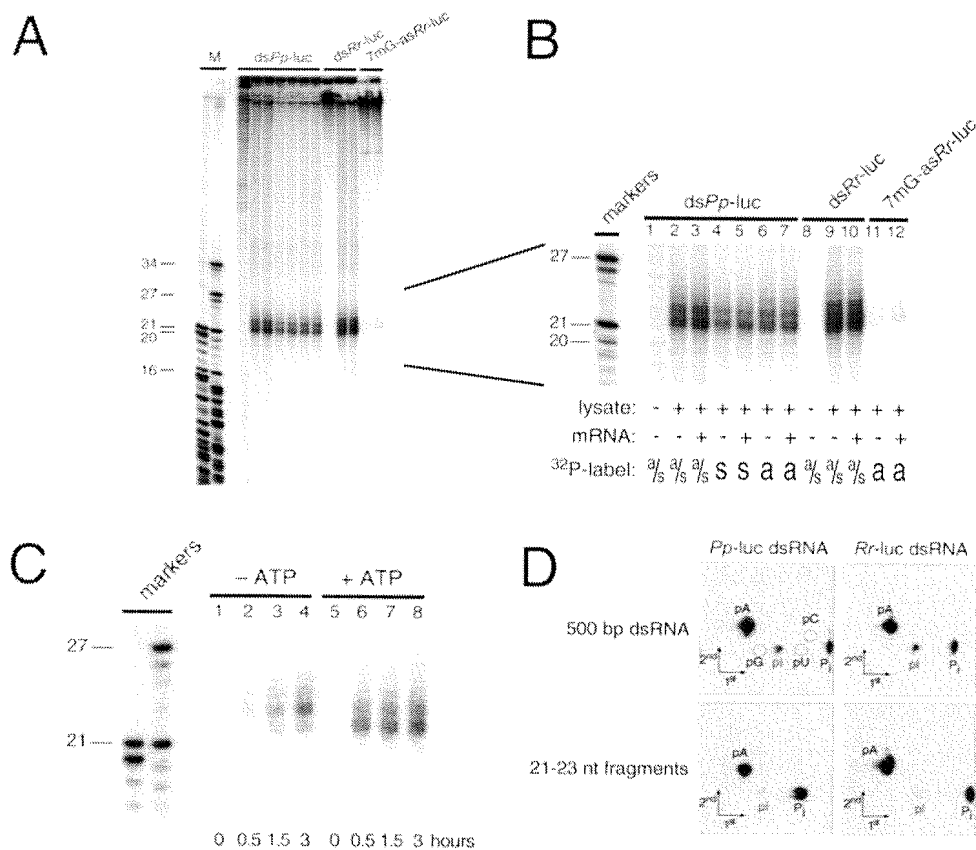 A
M
dsPp-luc
dsRr-luc
7mG-asRr-luc
34
27
21
20
16
B
markers
dsPp-luc
dsRr-luc
7mG-asRr-luc
1 2 3 4 5 6 7 8 9 10 11 12
27
21
20
lysate: - + + + + + + - + + + +
mRNA: - - + - + - + - - + - +
32P-label: a/s a/s a/s s s a a a/s a/s a/s a a
C
markers
– ATP
+ ATP
1 2 3 4 5 6 7 8
27
21
0 0.5 1.5 3 0 0.5 1.5 3 hours
D
Pp-luc dsRNA
Rr-luc dsRNA
500 bp dsRNA
pA
pC
pG
pI
pU
Pi
2nd
1st
pA
pI
Pi
2nd
1st
21-23 nt fragments
pA
pI
Pi
2nd
1st
pA
pI
Pi
2nd
1st